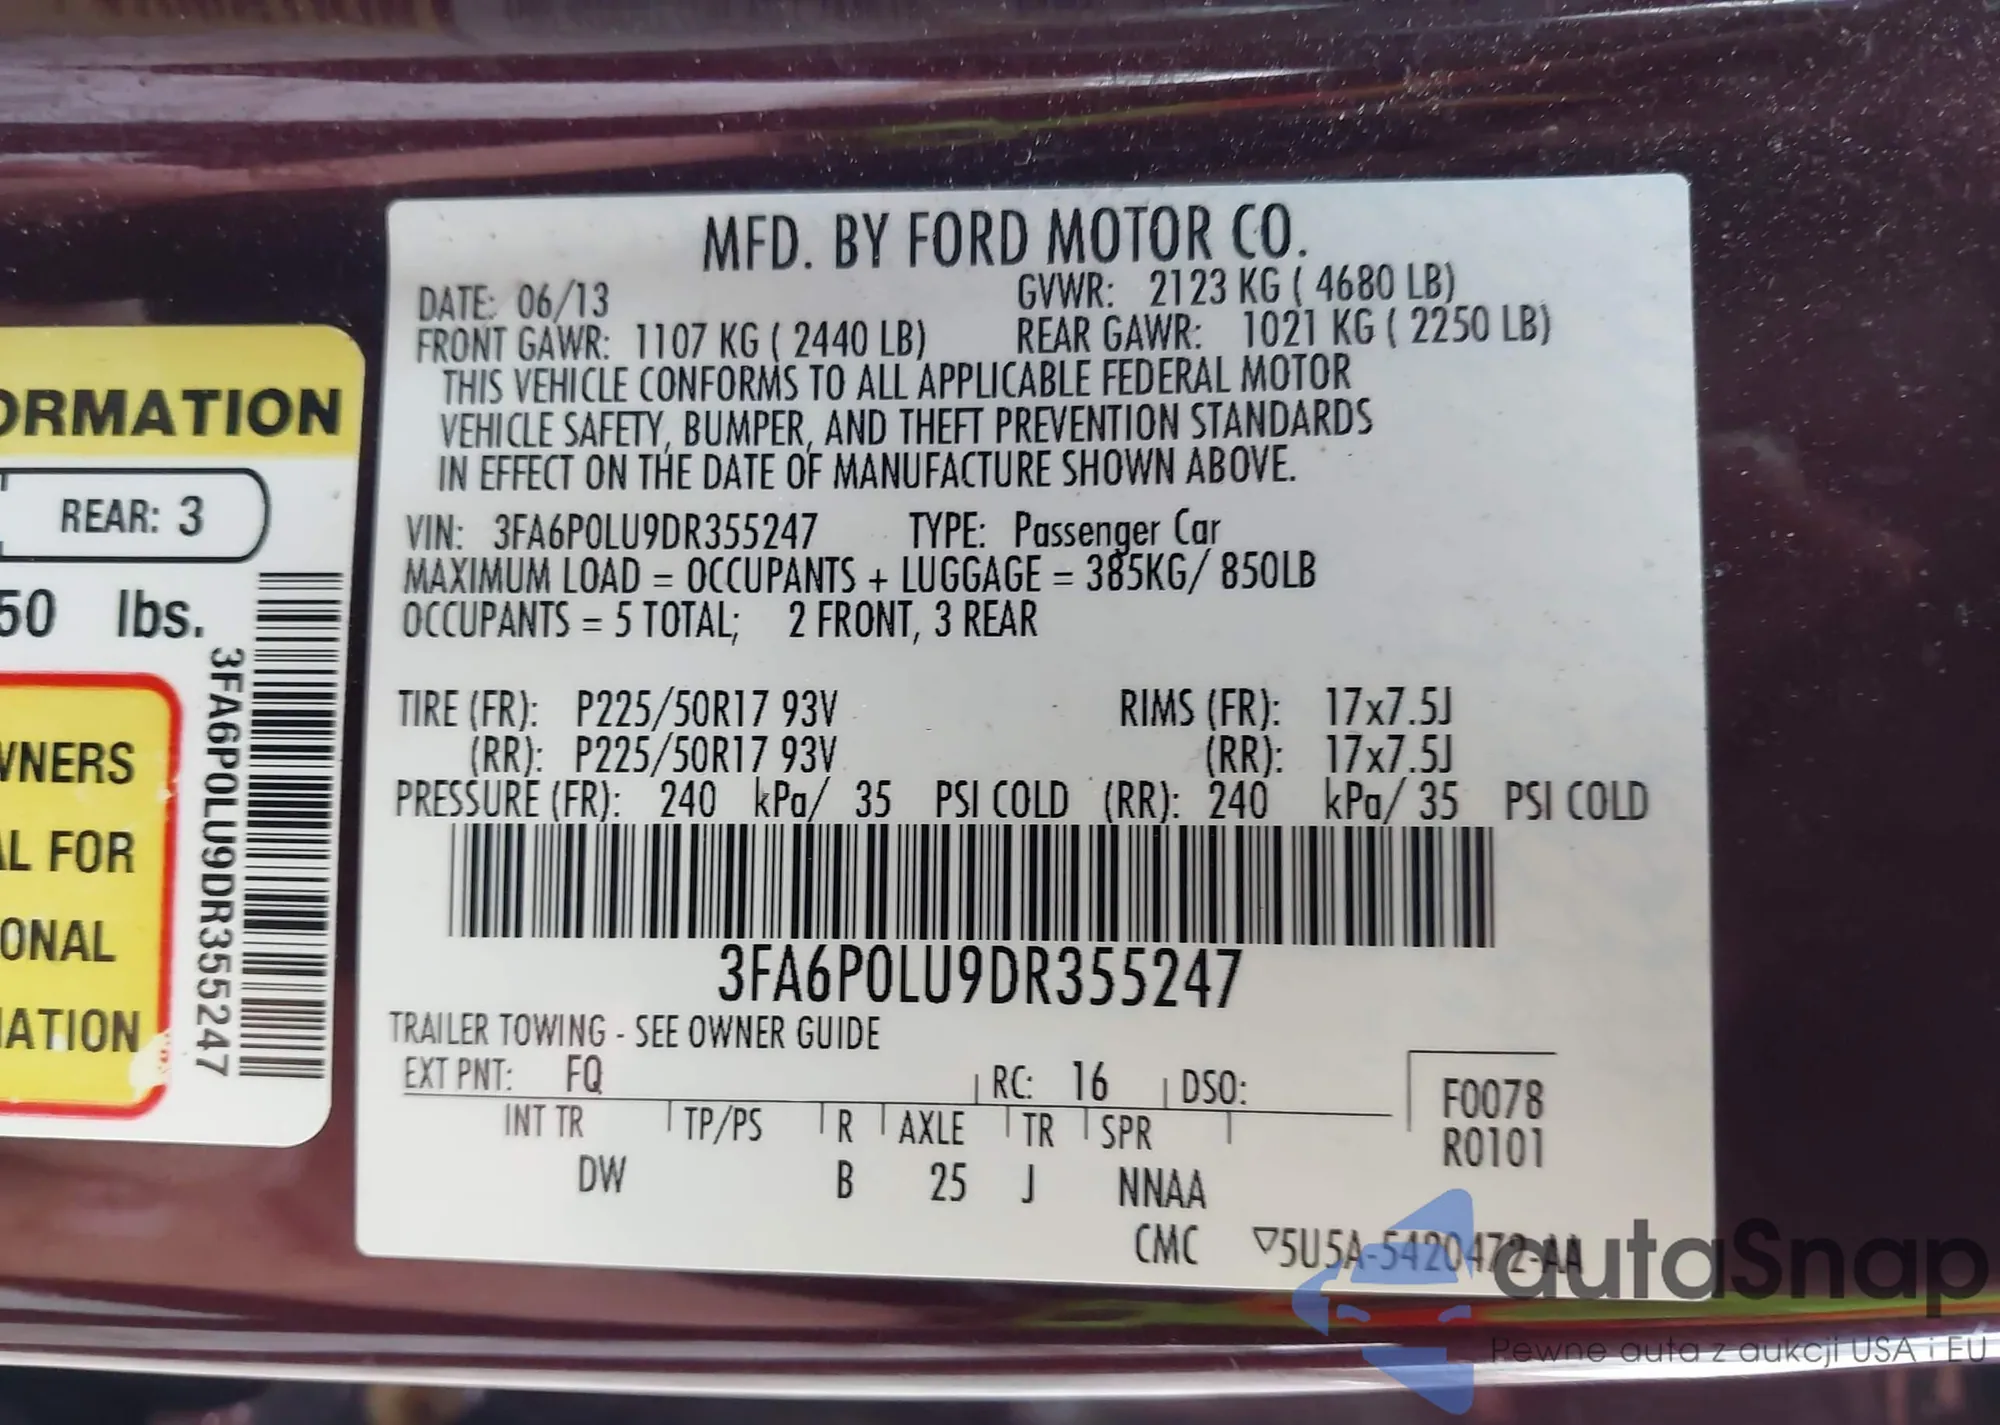 MFD. BY FORD MOTOR CO.
DATE: 06/13 GVWR: 2123 KG ( 4680 LB)
FRONT GAWR: 1107 KG ( 2440 LB) REAR GAWR: 1021 KG ( 2250 LB)
THIS VEHICLE CONFORMS TO ALL APPLICABLE FEDERAL MOTOR
VEHICLE SAFETY, BUMPER, AND THEFT PREVENTION STANDARDS
IN EFFECT ON THE DATE OF MANUFACTURE SHOWN ABOVE.
VIN: 3FA6P0LU9DR355247 TYPE: Passenger Car
MAXIMUM LOAD = OCCUPANTS + LUGGAGE = 385KG/ 850LB
OCCUPANTS = 5 TOTAL; 2 FRONT, 3 REAR
TIRE (FR): P225/50R17 93V RIMS (FR): 17x7.5J
(RR): P225/50R17 93V (RR): 17x7.5J
PRESSURE (FR): 240 kPa/ 35 PSI COLD (RR): 240 kPa/ 35 PSI COLD
3FA6P0LU9DR355247
TRAILER TOWING - SEE OWNER GUIDE
EXT PNT: FQ RC: 16 DSO:
F0078
R0101
INT TR TP/PS R AXLE TR SPR
DW B 25 J NNAA
CMC ▽5U5A-5420472-AA
ORMATION
REAR: 3
50 lbs.
3FA6P0LU9DR355247
WNERS
AL FOR
ONAL
MATION
autaSnap
Pewne auta z aukcji USA i EU